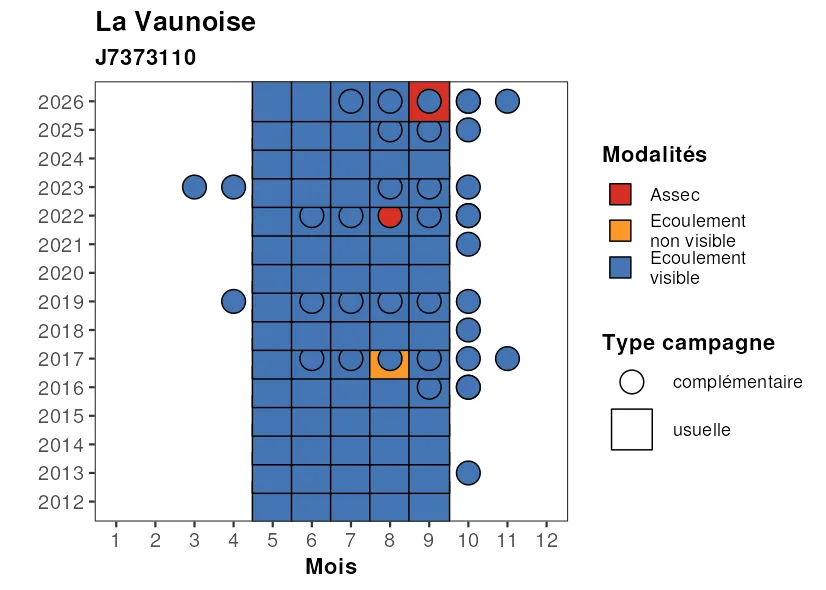 La Vaunoise
J7373110
2026
2025
2024
2023
2022
2021
2020
2019
2018
2017
2016
2015
2014
2013
2012
1 2 3 4 5 6 7 8 9 10 11 12
Mois
Modalités
Assec
Ecoulement
non visible
Ecoulement
visible
Type campagne
complémentaire
usuelle